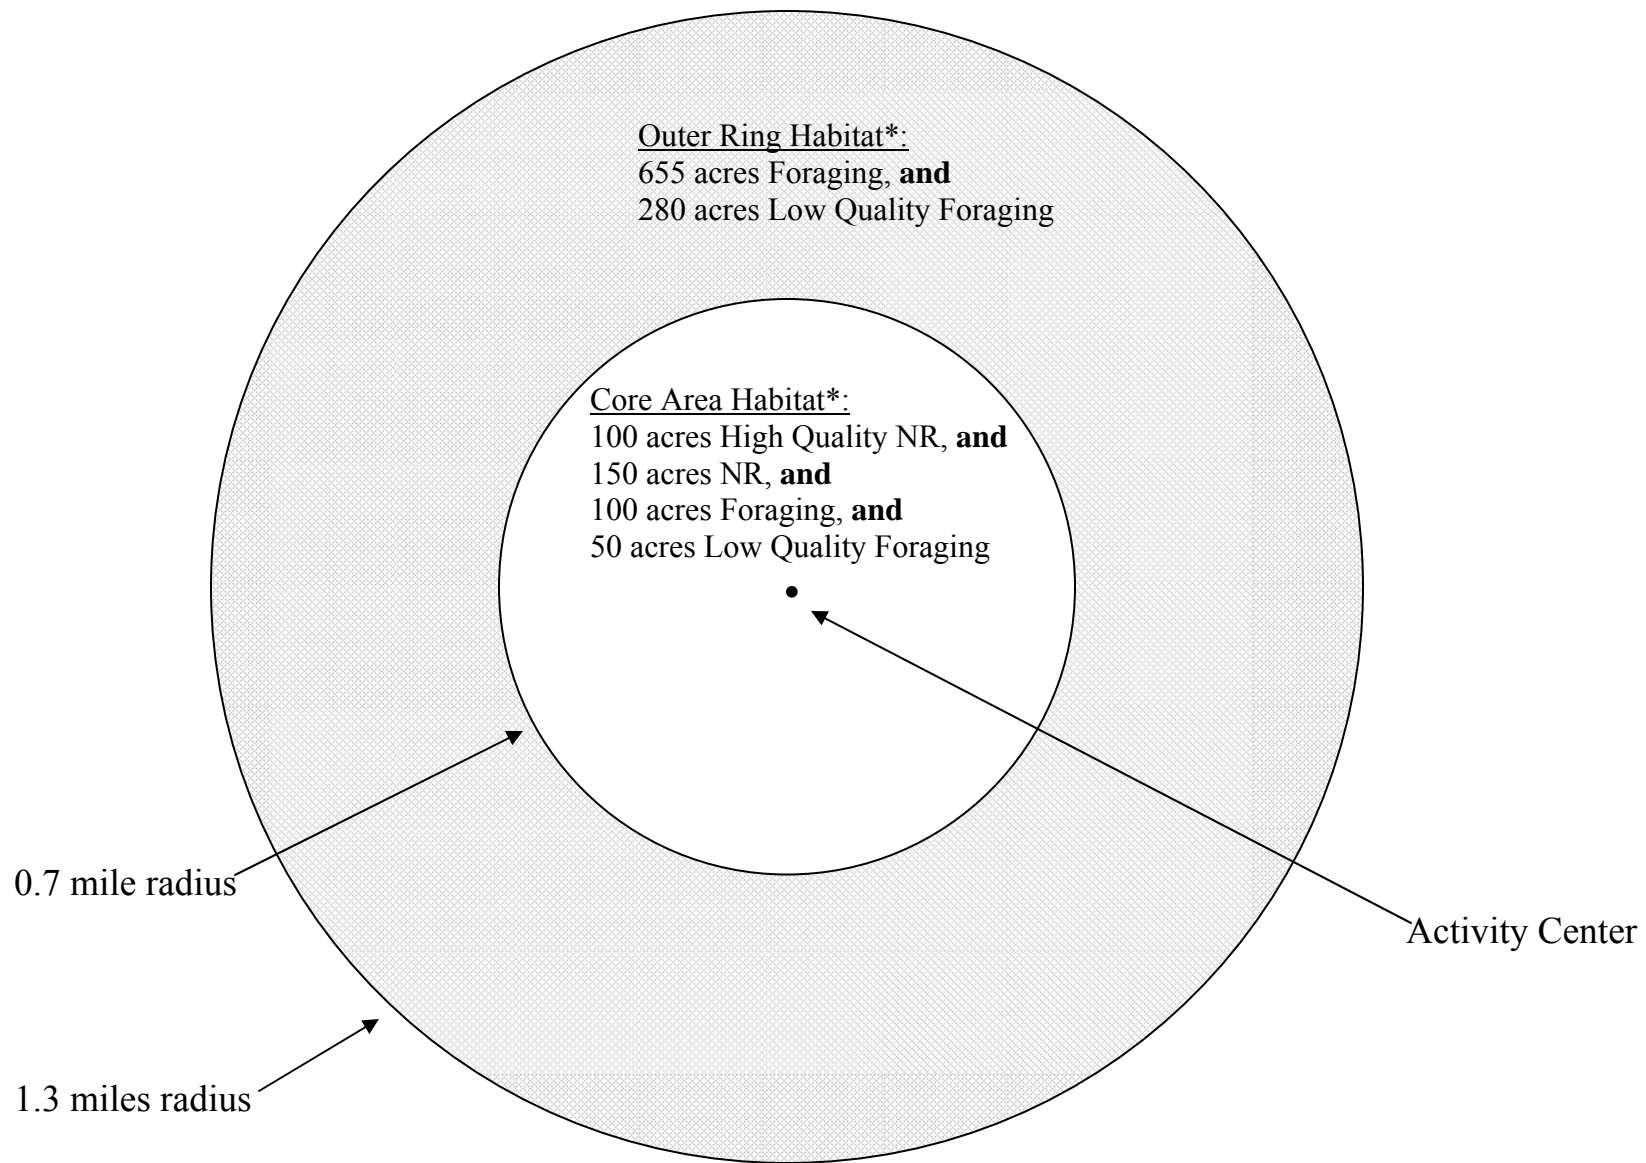 Outer Ring Habitat*:
655 acres Foraging, and
280 acres Low Quality Foraging
Core Area Habitat*:
100 acres High Quality NR, and
150 acres NR, and
100 acres Foraging, and
50 acres Low Quality Foraging
0.7 mile radius
Activity Center
1.3 miles radius